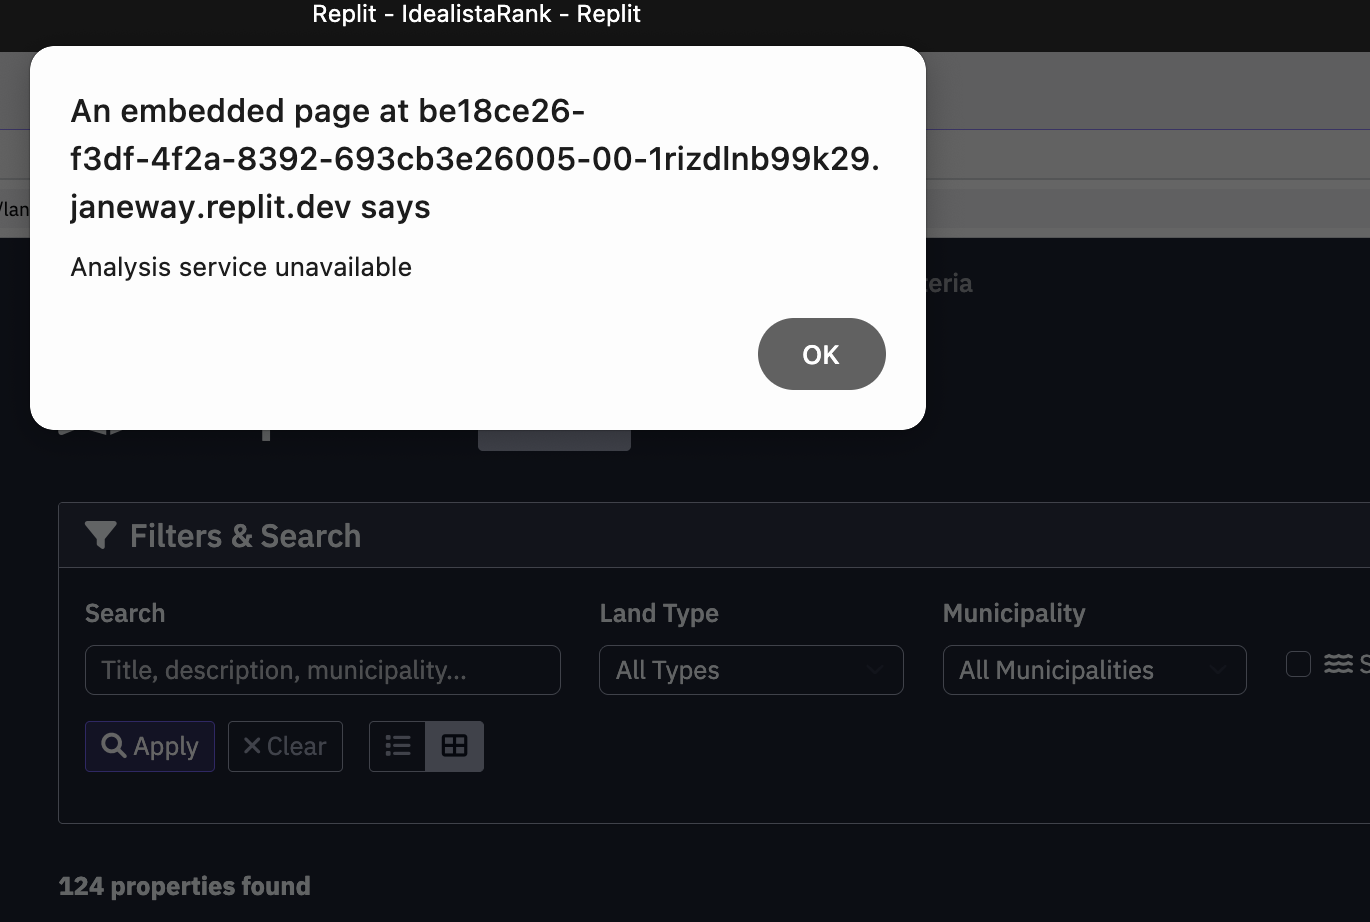 Replit - IdealistaRank - Replit
An embedded page at be18ce26-
f3df-4f2a-8392-693cb3e26005-00-1rizdlnb99k29.
janeway.replit.dev says
/lan
Analysis service unavailable
teria
OK
Filters & Search
Search
Land Type
Municipality
Title, description, municipality...
All Types
All Municipalities
S
Apply
Clear
124 properties found